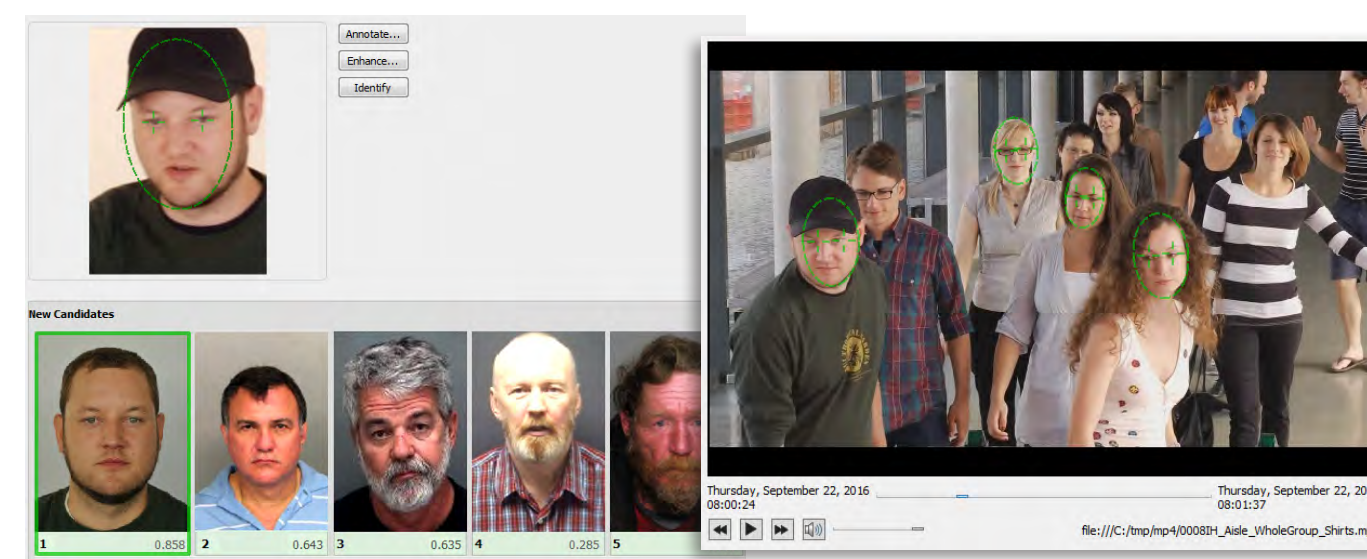 Annotate...
Enhance...
Identify
New Candidates
1 0.858 2 0.643 3 0.635 4 0.285 5
Thursday, September 22, 2016
08:00:24
Thursday, September 22, 20
08:01:37
file:///C:/tmp/mp4/0008IH_Aisle_WholeGroup_Shirts.m